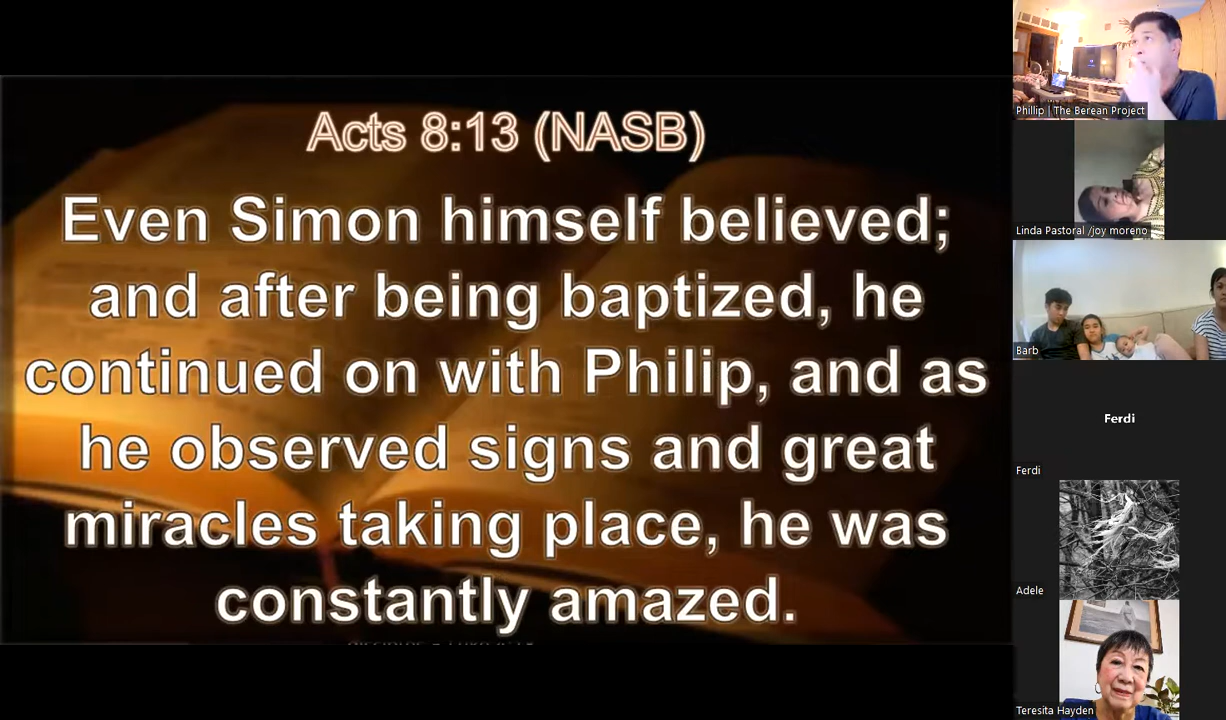 Acts 8:13 (NASB)
Even Simon himself believed;
and after being baptized, he
continued on with Philip, and as
he observed signs and great
miracles taking place, he was
constantly amazed.
Phillip | The Berean Project
Linda Pastoral /joy moreno
Barb
Ferdi
Ferdi
Adele
Teresita Hayden